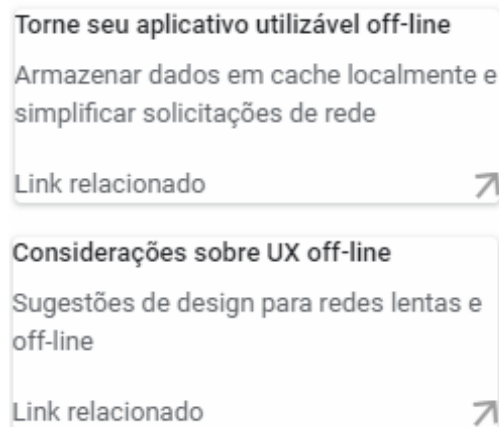 Torne seu aplicativo utilizável off-line
Armazenar dados em cache localmente e
simplificar solicitações de rede
Link relacionado
Considerações sobre UX off-line
Sugestões de design para redes lentas e
off-line
Link relacionado